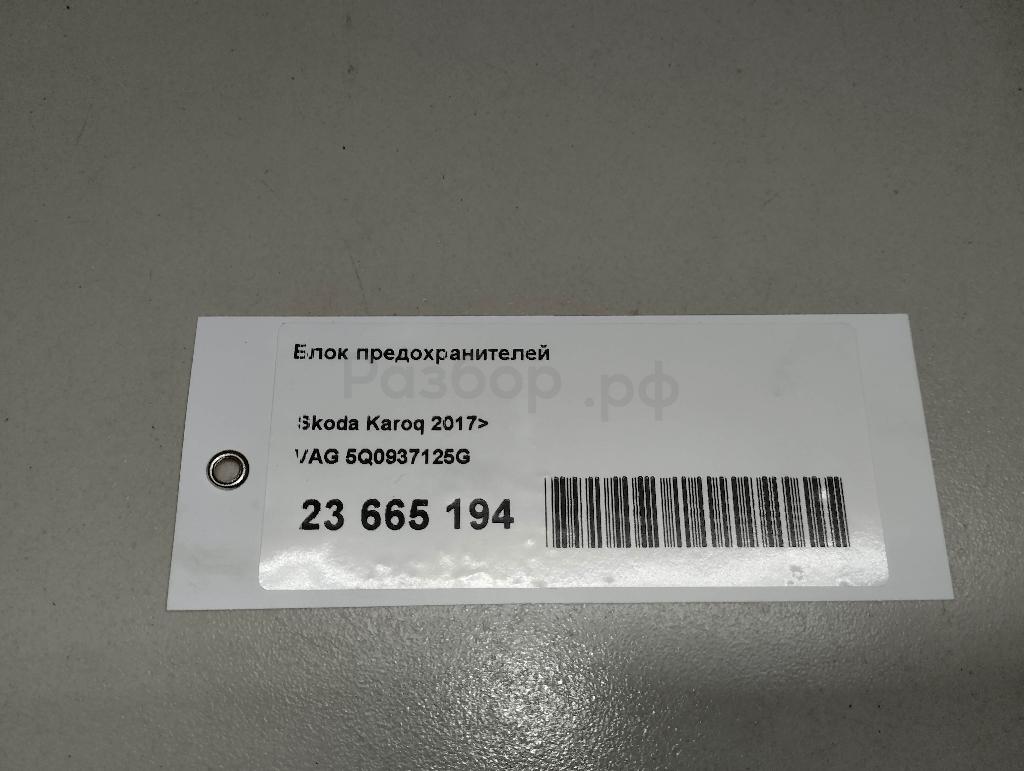 Блок предохранителей
Разбор.рф
Skoda Karoq 2017>
VAG 5Q0937125G
23 665 194